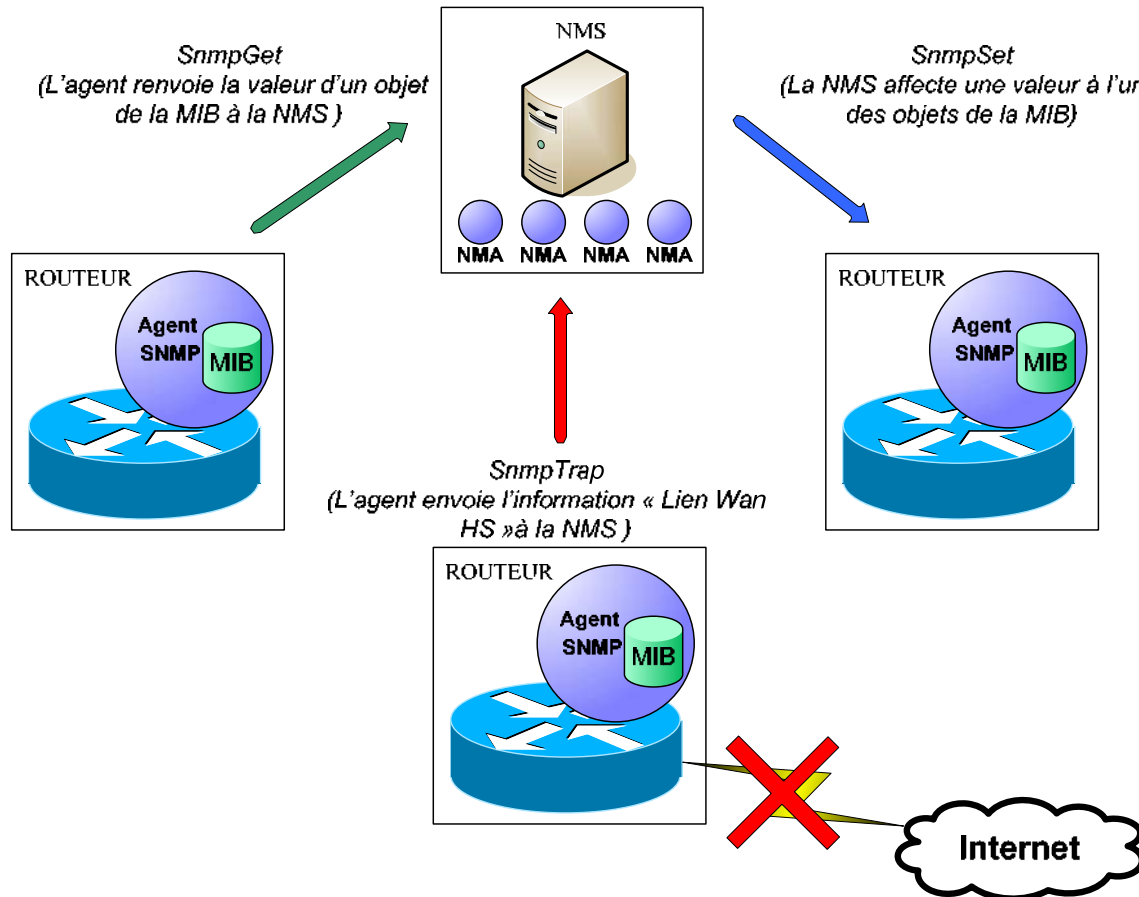 NMS
SnmpGet
(L'agent renvoie la valeur d'un objet
de la MIB à la NMS )
SnmpSet
(La NMS affecte une valeur à l'un
des objets de la MIB)
NMA NMA NMA NMA
ROUTEUR
Agent
SNMP
MIB
ROUTEUR
Agent
SNMP
MIB
SnmpTrap
(L'agent envoie l'information « Lien Wan
HS »à la NMS )
ROUTEUR
Agent
SNMP
MIB
Internet